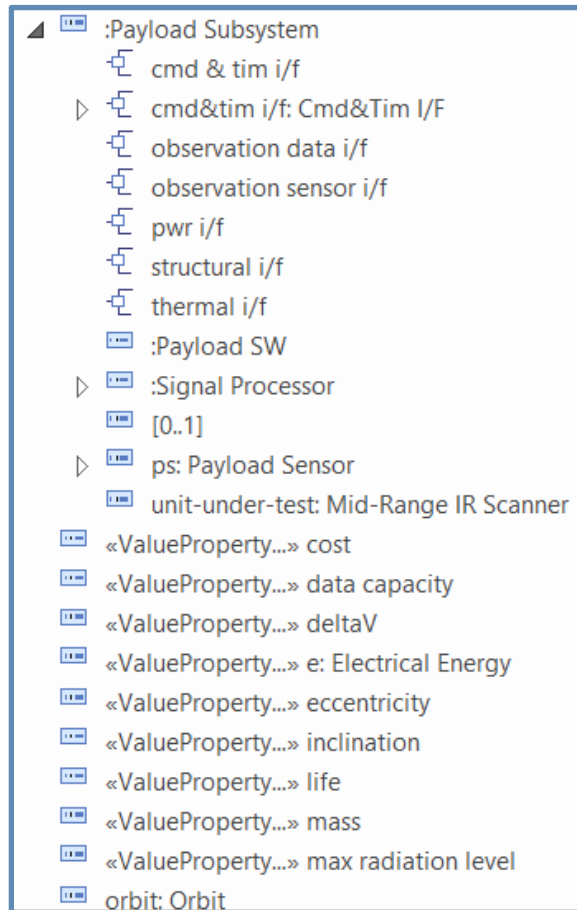 :Payload Subsystem
cmd & tim i/f
cmd&tim i/f: Cmd&Tim I/F
observation data i/f
observation sensor i/f
pwr i/f
structural i/f
thermal i/f
:Payload SW
:Signal Processor
[0..1]
ps: Payload Sensor
unit-under-test: Mid-Range IR Scanner
«ValueProperty...» cost
«ValueProperty...» data capacity
«ValueProperty...» deltaV
«ValueProperty...» e: Electrical Energy
«ValueProperty...» eccentricity
«ValueProperty...» inclination
«ValueProperty...» life
«ValueProperty...» mass
«ValueProperty...» max radiation level
orbit: Orbit